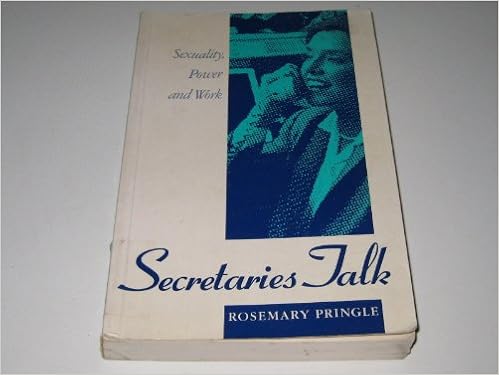 Sexuality,
Power
and Work
Secretaries Talk
ROSEMARY PRINGLE